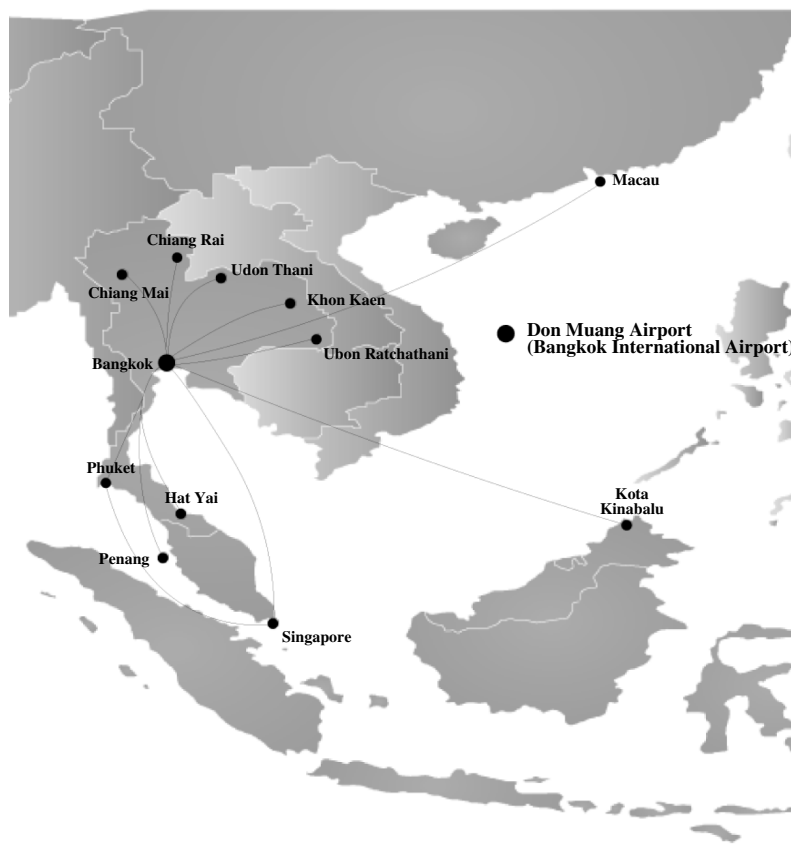 Macau
Chiang Rai
Udon Thani
Chiang Mai
Khon Kaen
Don Muang Airport
(Bangkok International Airport)
Ubon Ratchathani
Bangkok
Phuket
Hat Yai
Kota
Kinabalu
Penang
Singapore